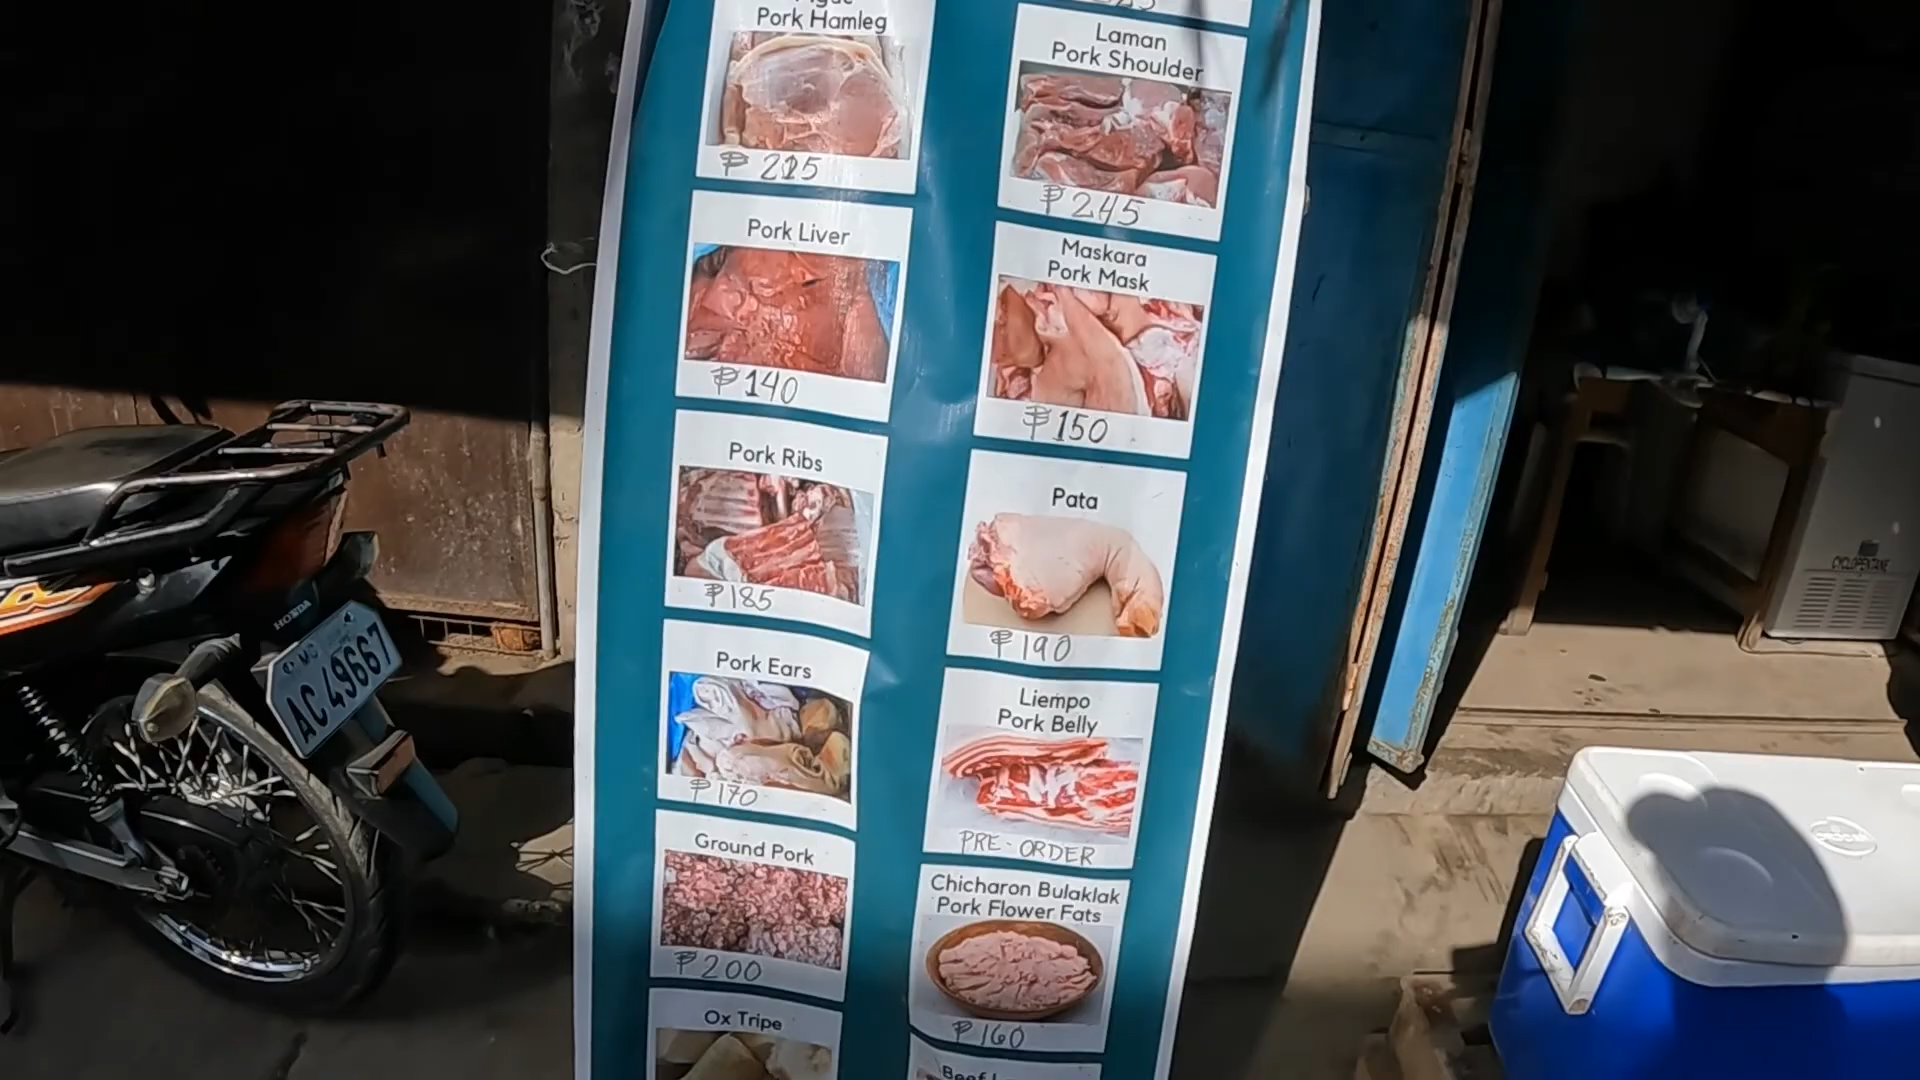 Pork Hamleg
₱ 225
Pork Liver
₱ 140
Pork Ribs
₱ 185
Pork Ears
₱ 170
Ground Pork
₱ 200
Ox Tripe
Laman
Pork Shoulder
₱ 245
Maskara
Pork Mask
₱ 150
Pata
₱ 190
Liempo
Pork Belly
PRE-ORDER
Chicharon Bulaklak
Pork Flower Fats
₱ 160
HONDA
MC
AC 49667
CYCLOPENTANE